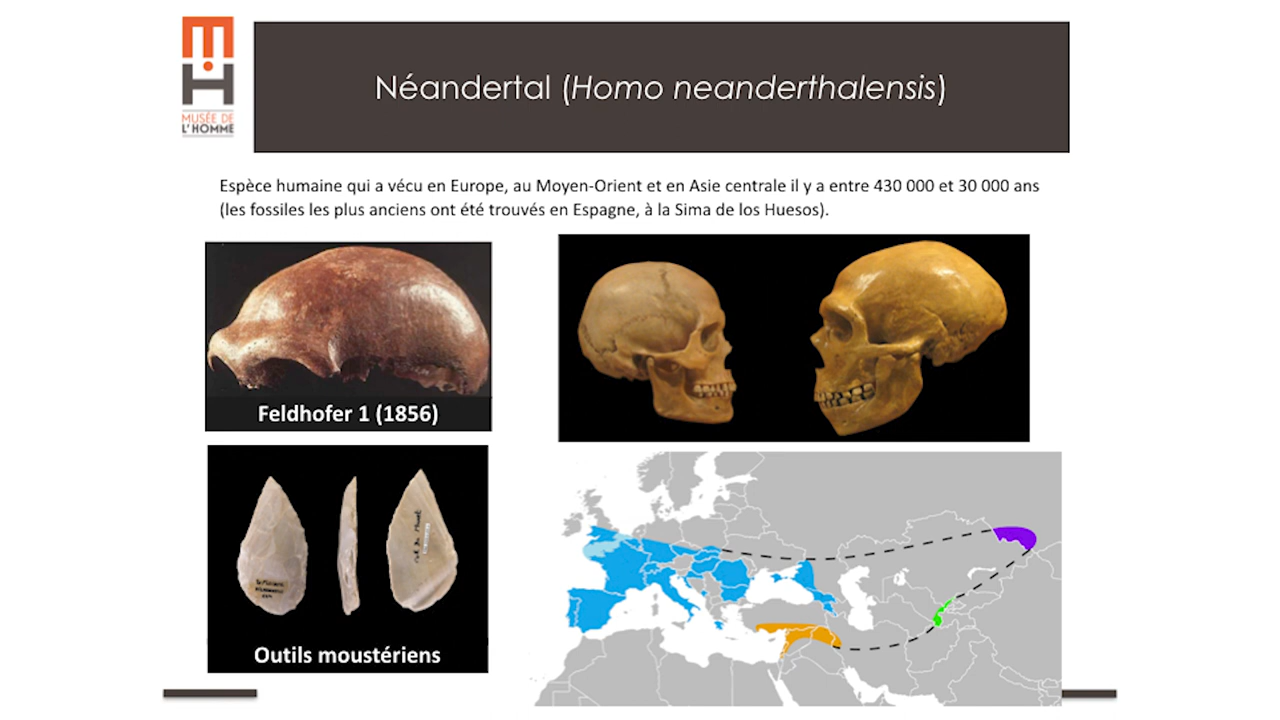 MUSÉE DE
L'HOMME
Néandertal (Homo neanderthalensis)
Espèce humaine qui a vécu en Europe, au Moyen-Orient et en Asie centrale il y a entre 430 000 et 30 000 ans
(les fossiles les plus anciens ont été trouvés en Espagne, à la Sima de los Huesos).
Feldhofer 1 (1856)
Outils moustériens